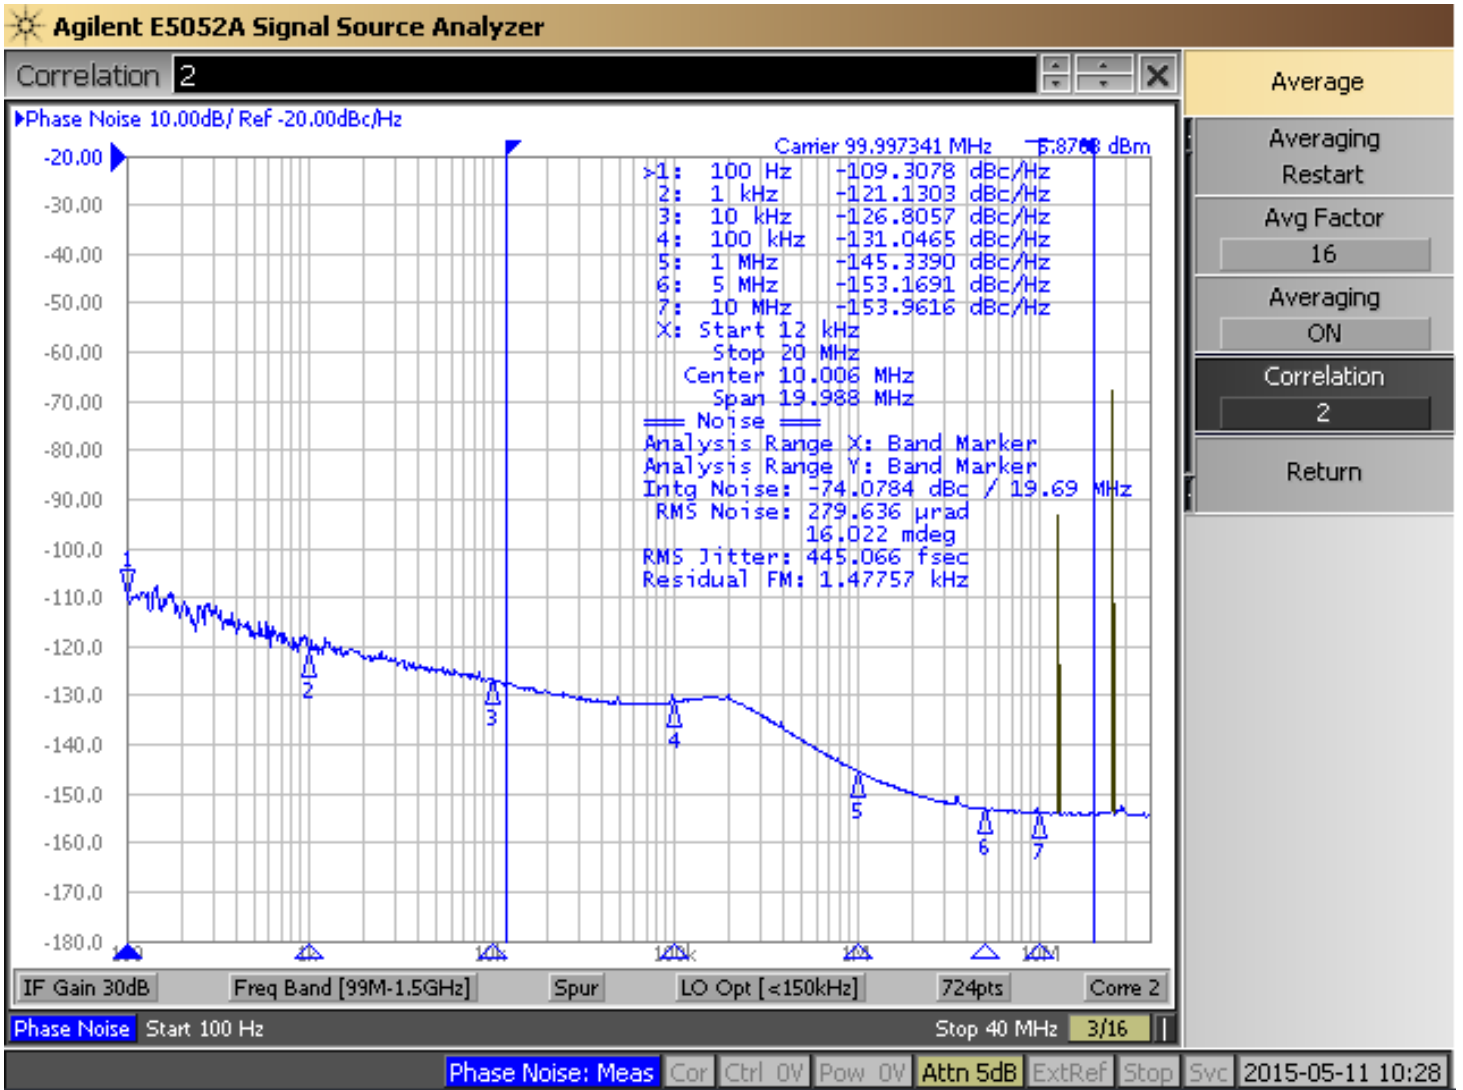 Agilent E5052A Signal Source Analyzer
Correlation 2
Phase Noise 10.00dB/ Ref -20.00dBc/Hz
Carrier 99.997341 MHz dBm
-20.00
-30.00
-40.00
-50.00
-60.00
-70.00
-80.00
-90.00
-100.0
-110.0
-120.0
-130.0
-140.0
-150.0
-160.0
-170.0
-180.0
>1: 100 Hz -109.3078 dBc/Hz
2: 1 kHz -121.1303 dBc/Hz
3: 10 kHz -126.8057 dBc/Hz
4: 100 kHz -131.0465 dBc/Hz
5: 1 MHz -145.3390 dBc/Hz
6: 5 MHz -153.1691 dBc/Hz
7: 10 MHz -153.9616 dBc/Hz
X: Start 12 kHz
Stop 20 MHz
Center 10.006 MHz
Span 19.988 MHz
=== Noise ===
Analysis Range X: Band Marker
Analysis Range Y: Band Marker
Intg Noise: -74.0784 dBc / 19.69 MHz
RMS Noise: 279.636 µrad
16.022 mdeg
RMS Jitter: 445.066 fsec
Residual FM: 1.47757 kHz
1
2
3
4
5
6
7
IF Gain 30dB Freq Band [99M-1.5GHz] Spur LO Opt [<150kHz] 724pts Corre 2
Phase Noise Start 100 Hz Stop 40 MHz 3/16
Phase Noise: Meas Cor Ctrl 0V Pow 0V Attn 5dB ExtRef Stop Svc 2015-05-11 10:28
Average
Averaging
Restart
Avg Factor
16
Averaging
ON
Correlation
2
Return